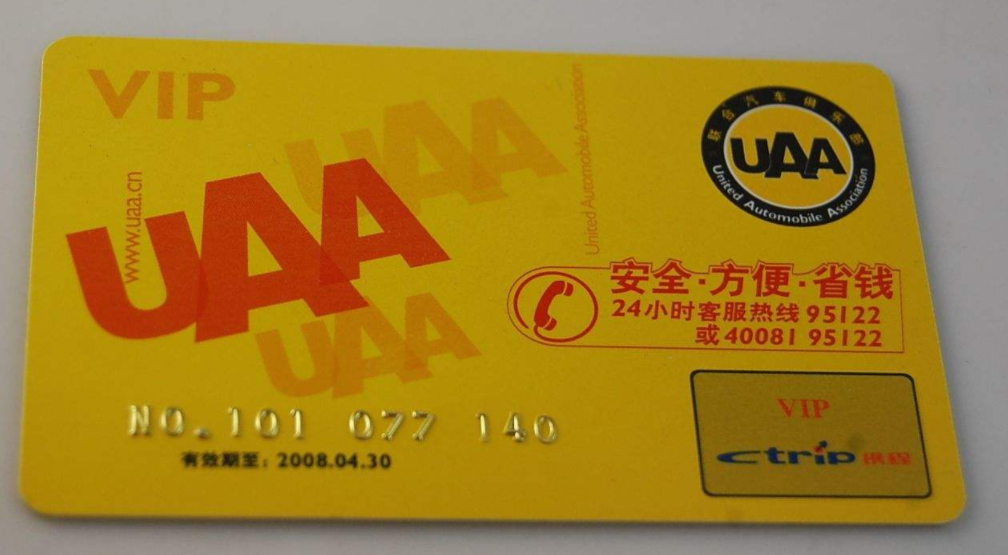 VIP
UAA
www.uaa.cn
UAA
United Automobile Association
UAA
联合汽车俱乐部
UAA
United Automobile Association
安全·方便·省钱
24小时客服热线 95122
或 40081 95122
NO.101 077 140
有效期至：2008.04.30
VIP
ctrip 携程